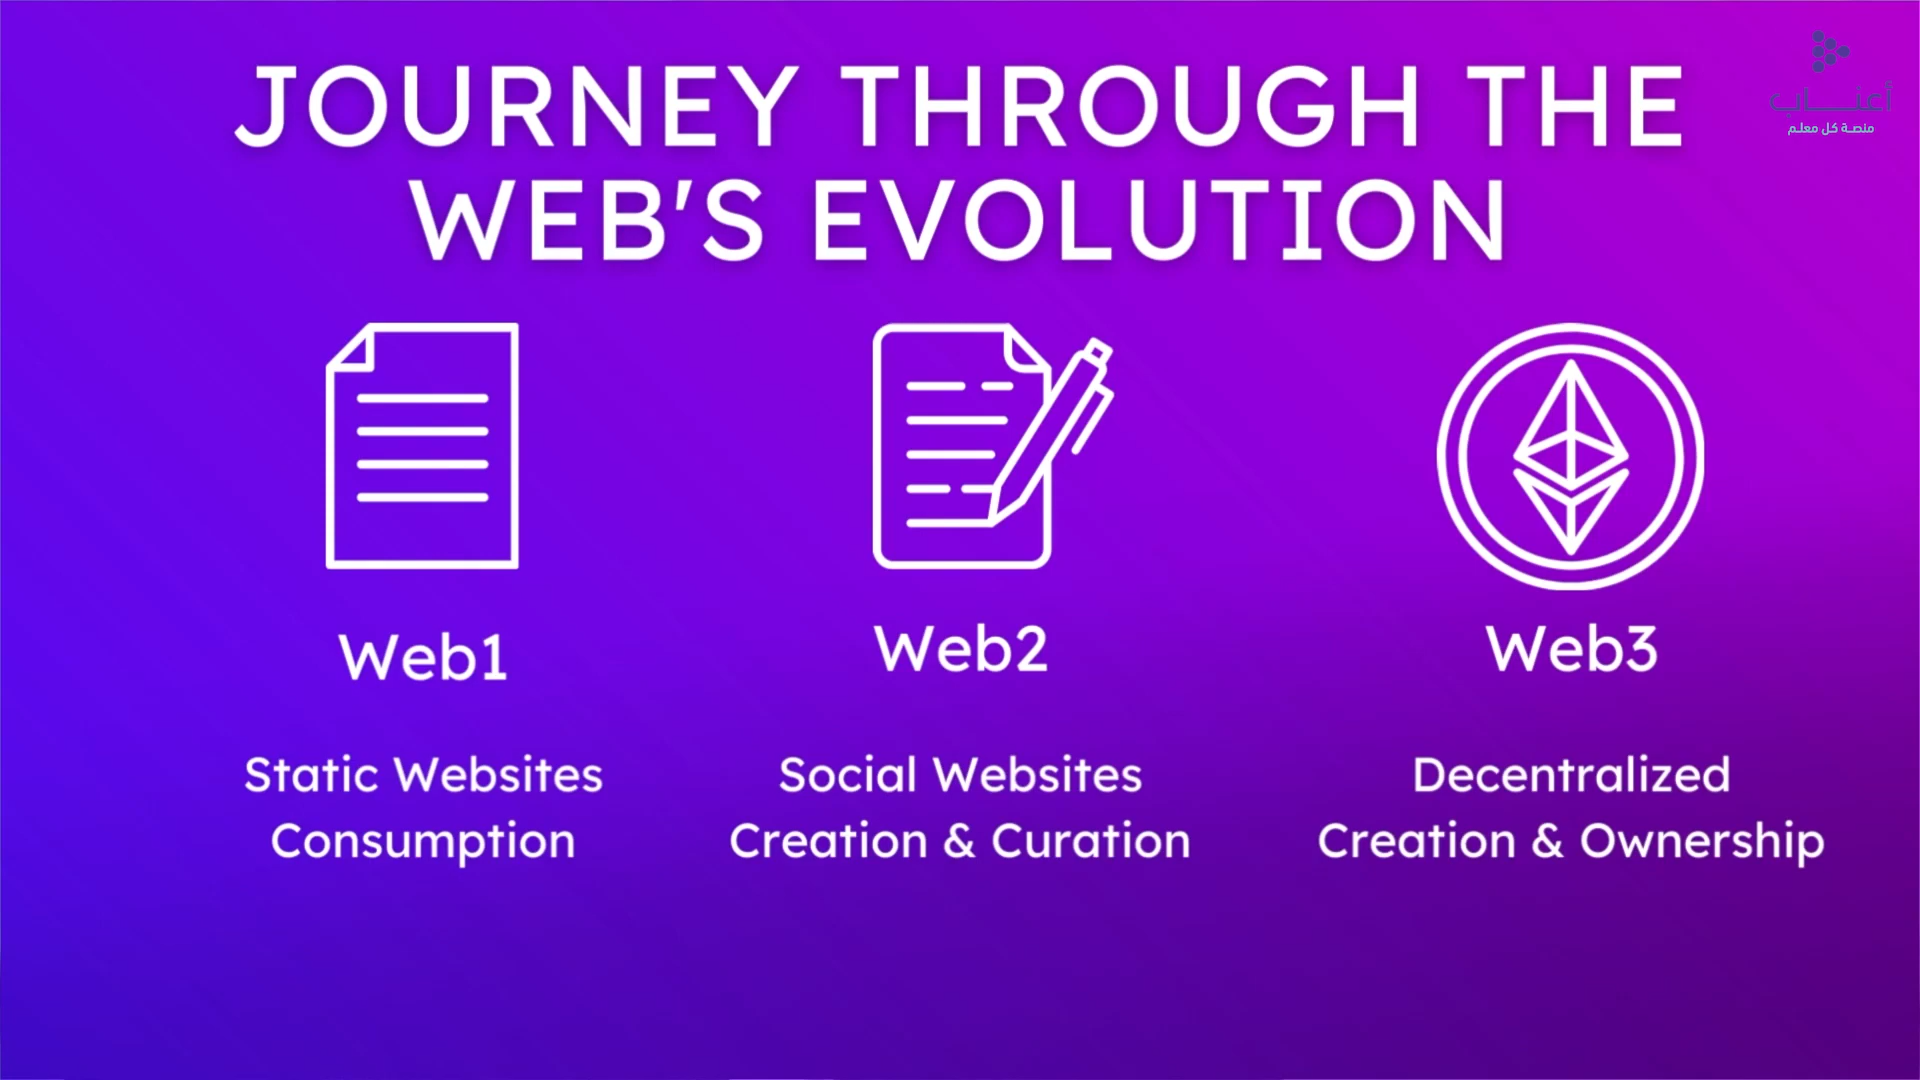 JOURNEY THROUGH THE
WEB'S EVOLUTION
أعناب
منصة كل معلم
Web1
Static Websites
Consumption
Web2
Social Websites
Creation & Curation
Web3
Decentralized
Creation & Ownership